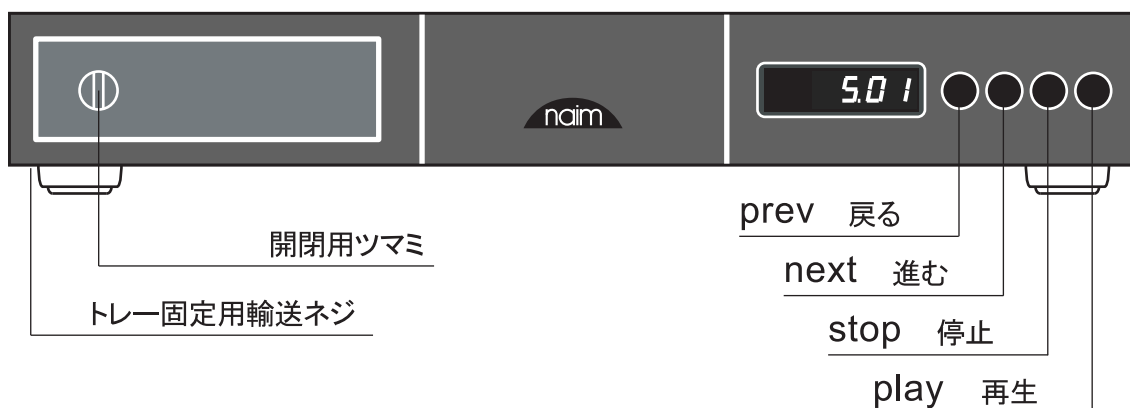 5.01
naim
prev 戻る
開閉用ツマミ
next 進む
トレー固定用輸送ネジ
stop 停止
play 再生